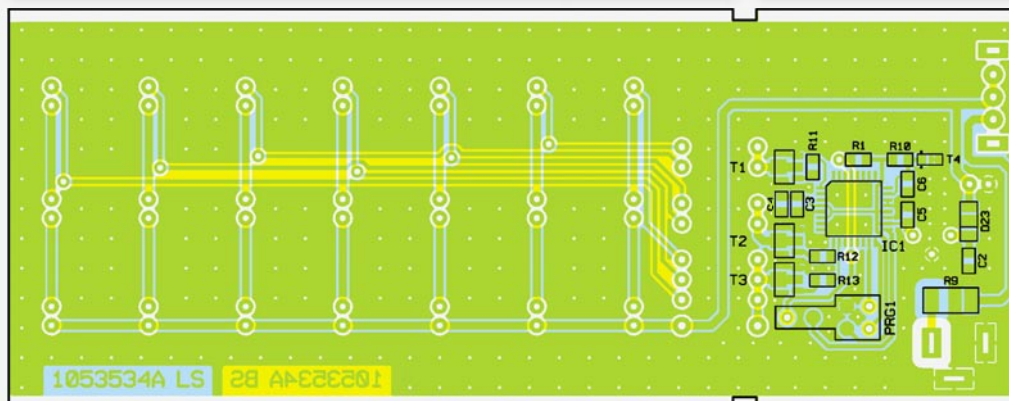 R11
R1
R10
T4
T1
C6
C4
C3
C5
D23
T2
IC1
R12
C2
T3
R13
R9
PRG1
1053534A LS
1053534A BS